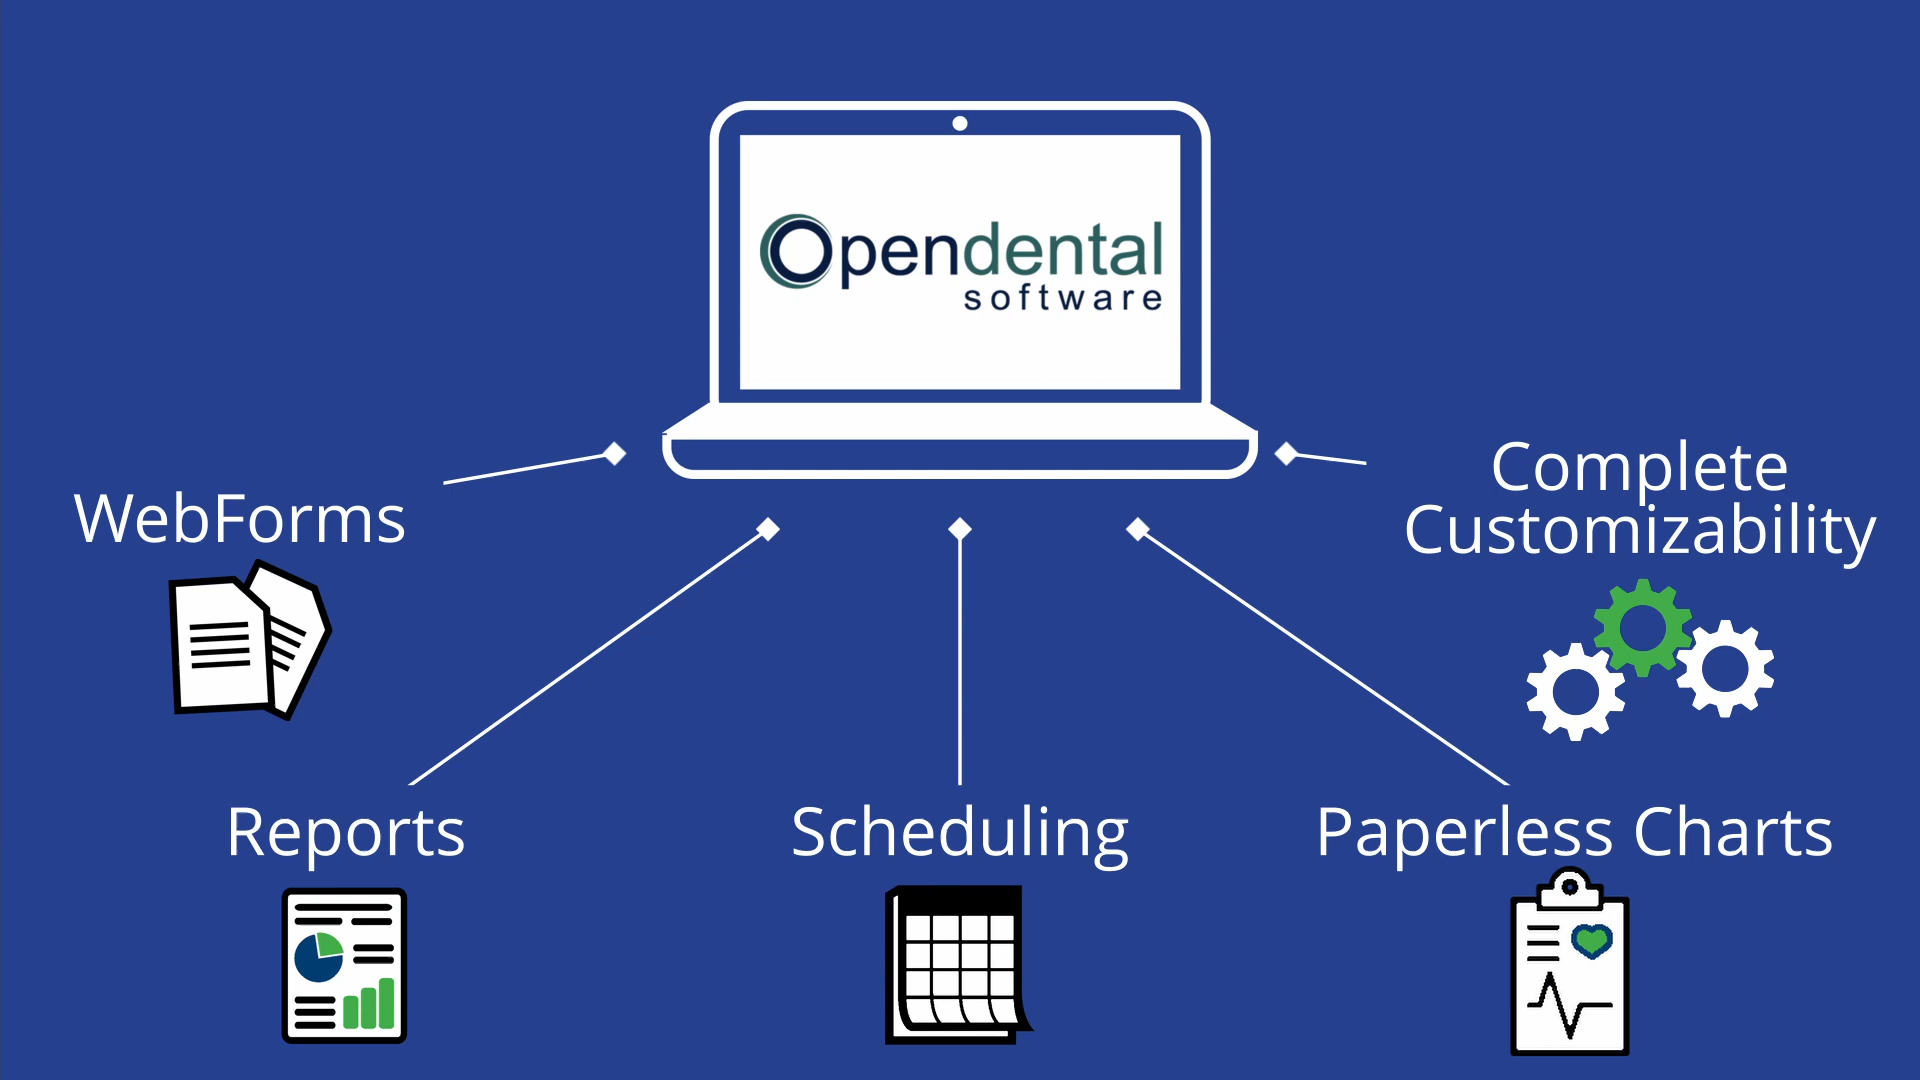 Opendental
software
WebForms
Complete
Customizability
Reports
Scheduling
Paperless Charts